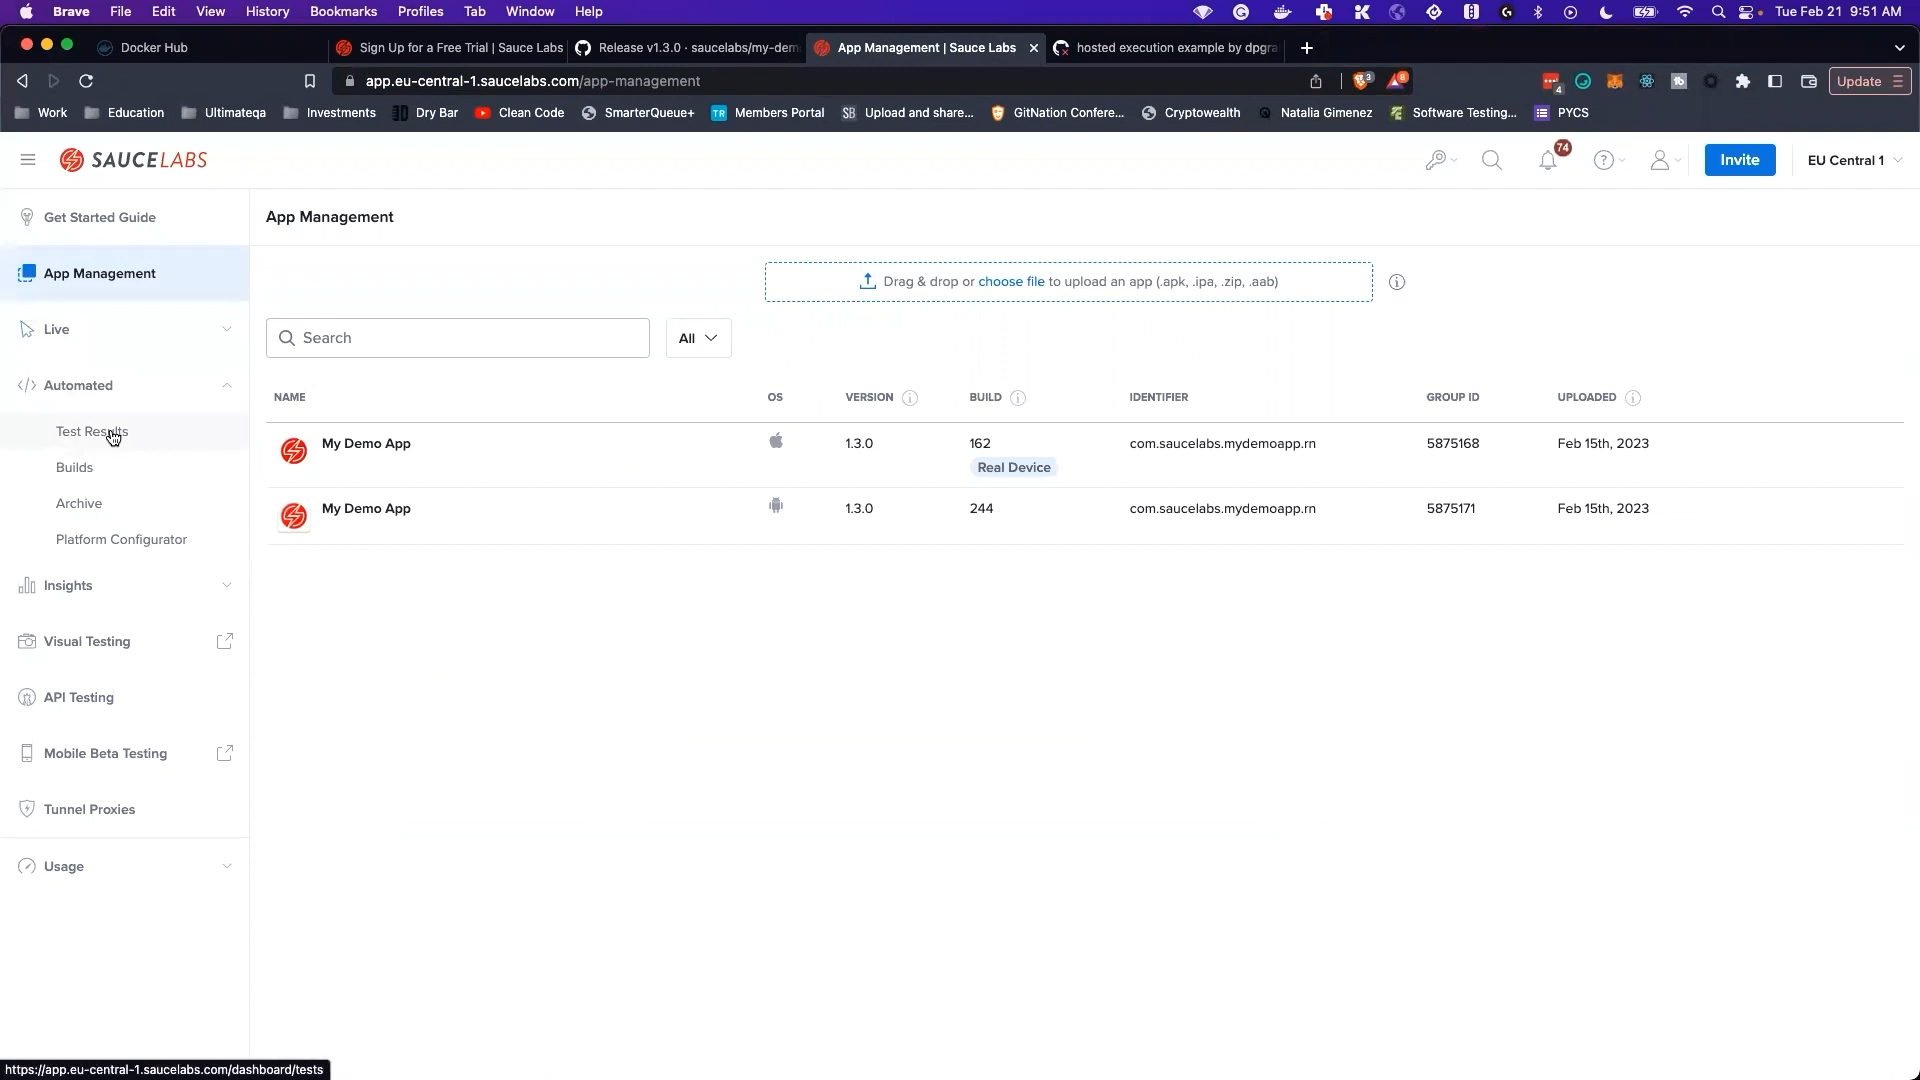 Brave File Edit View History Bookmarks Profiles Tab Window Help Tue Feb 21 9:51 AM
Docker Hub Sign Up for a Free Trial | Sauce Labs Release v1.3.0 · saucelabs/my-dem App Management | Sauce Labs hosted execution example by dpgra
app.eu-central-1.saucelabs.com/app-management 3 8 4 Update
Work Education Ultimateqa Investments Dry Bar Clean Code SmarterQueue+ TR Members Portal SB Upload and share... GitNation Confere... Cryptowealth Natalia Gimenez Software Testing... PYCS
SAUCELABS 74 Invite EU Central 1
Get Started Guide
App Management
Live
Automated
Test Results
Builds
Archive
Platform Configurator
Insights
Visual Testing
API Testing
Mobile Beta Testing
Tunnel Proxies
Usage
App Management
Drag & drop or choose file to upload an app (.apk, .ipa, .zip, .aab)
Search All
NAME OS VERSION BUILD IDENTIFIER GROUP ID UPLOADED
My Demo App 1.3.0 162 com.saucelabs.mydemoapp.rn 5875168 Feb 15th, 2023
Real Device
My Demo App 1.3.0 244 com.saucelabs.mydemoapp.rn 5875171 Feb 15th, 2023
https://app.eu-central-1.saucelabs.com/dashboard/tests